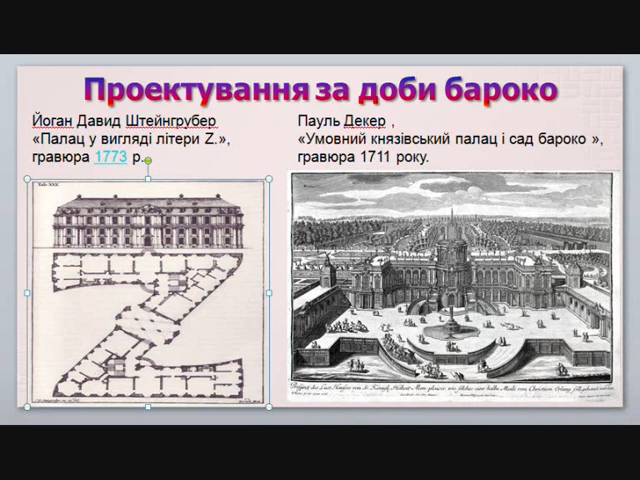 Проектування за доби бароко
Йоган Давид Штейнгрубер
«Палац у вигляді літери Z.»,
гравюра 1773 р.
Пауль Декер ,
«Умовний князівський палац і сад бароко »,
гравюра 1711 року.